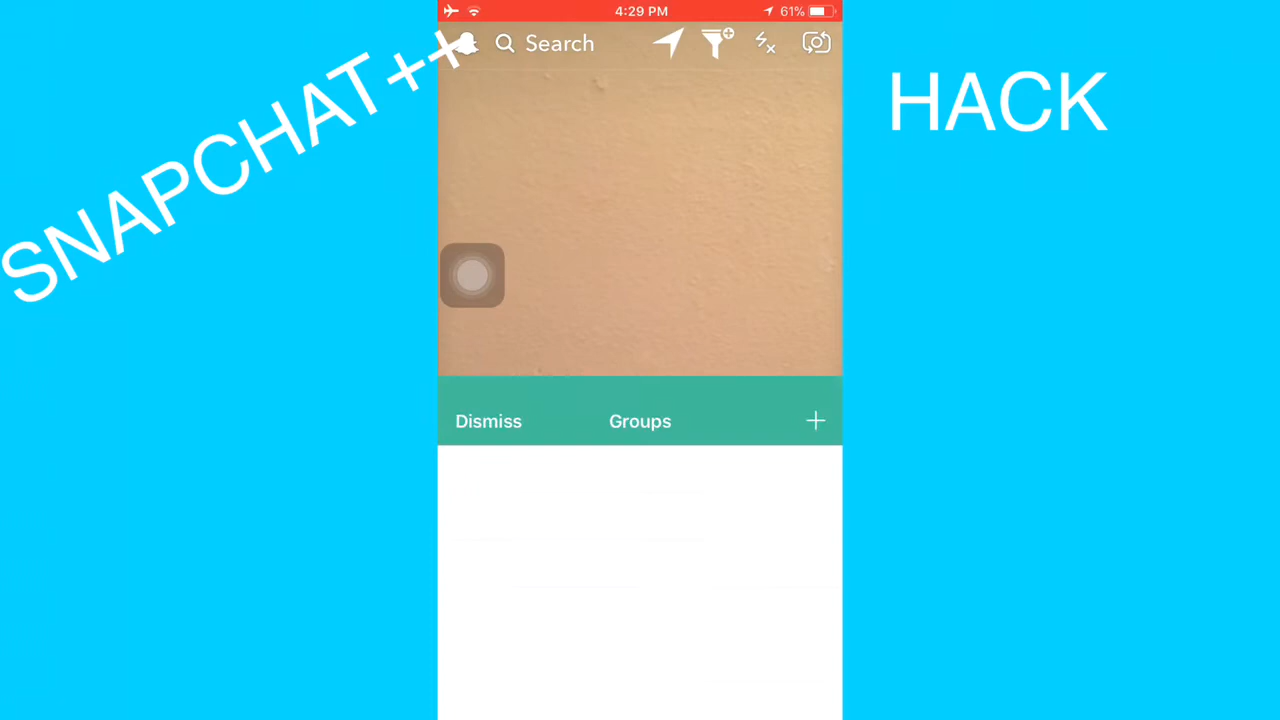 4:29 PM
61%
Search
SNAPCHAT++
HACK
Dismiss
Groups